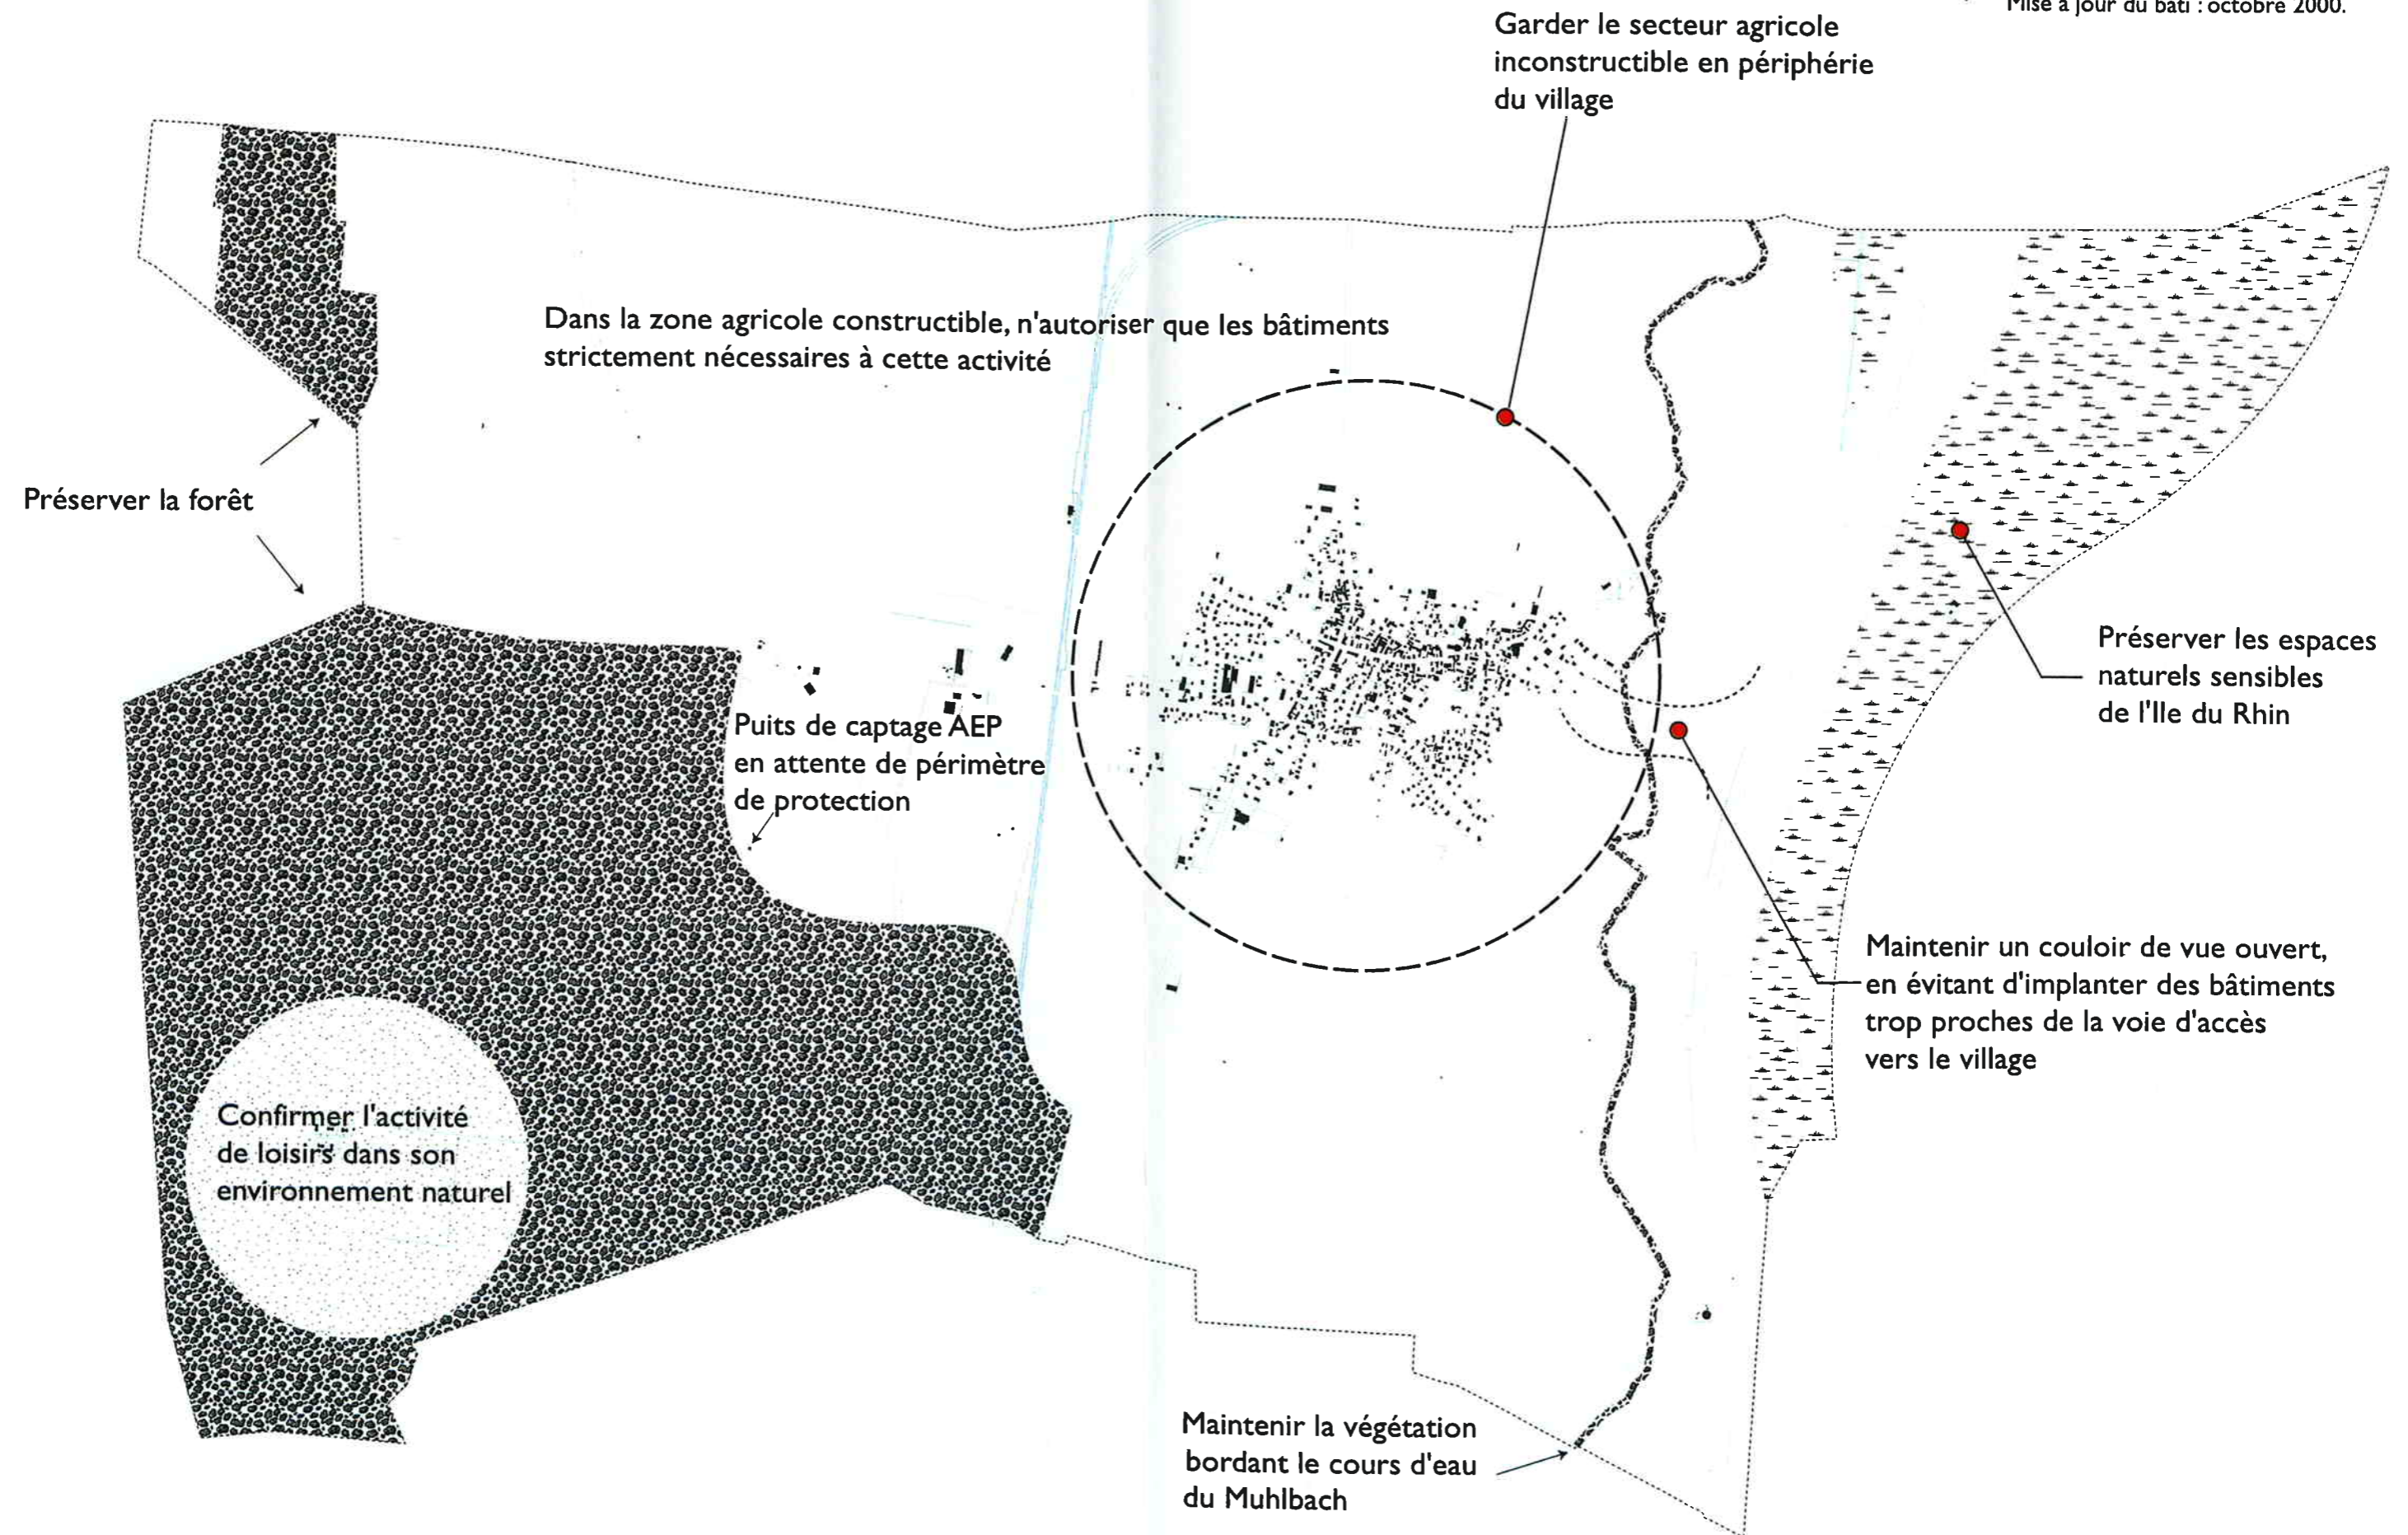 Mise à jour du bâti : octobre 2000.
Garder le secteur agricole
inconstructible en périphérie
du village
Dans la zone agricole constructible, n'autoriser que les bâtiments
strictement nécessaires à cette activité
Préserver la forêt
Préserver les espaces
naturels sensibles
de l'Ile du Rhin
Puits de captage AEP
en attente de périmètre
de protection
Maintenir un couloir de vue ouvert,
en évitant d'implanter des bâtiments
trop proches de la voie d'accès
vers le village
Confirmer l'activité
de loisirs dans son
environnement naturel
Maintenir la végétation
bordant le cours d'eau
du Muhlbach